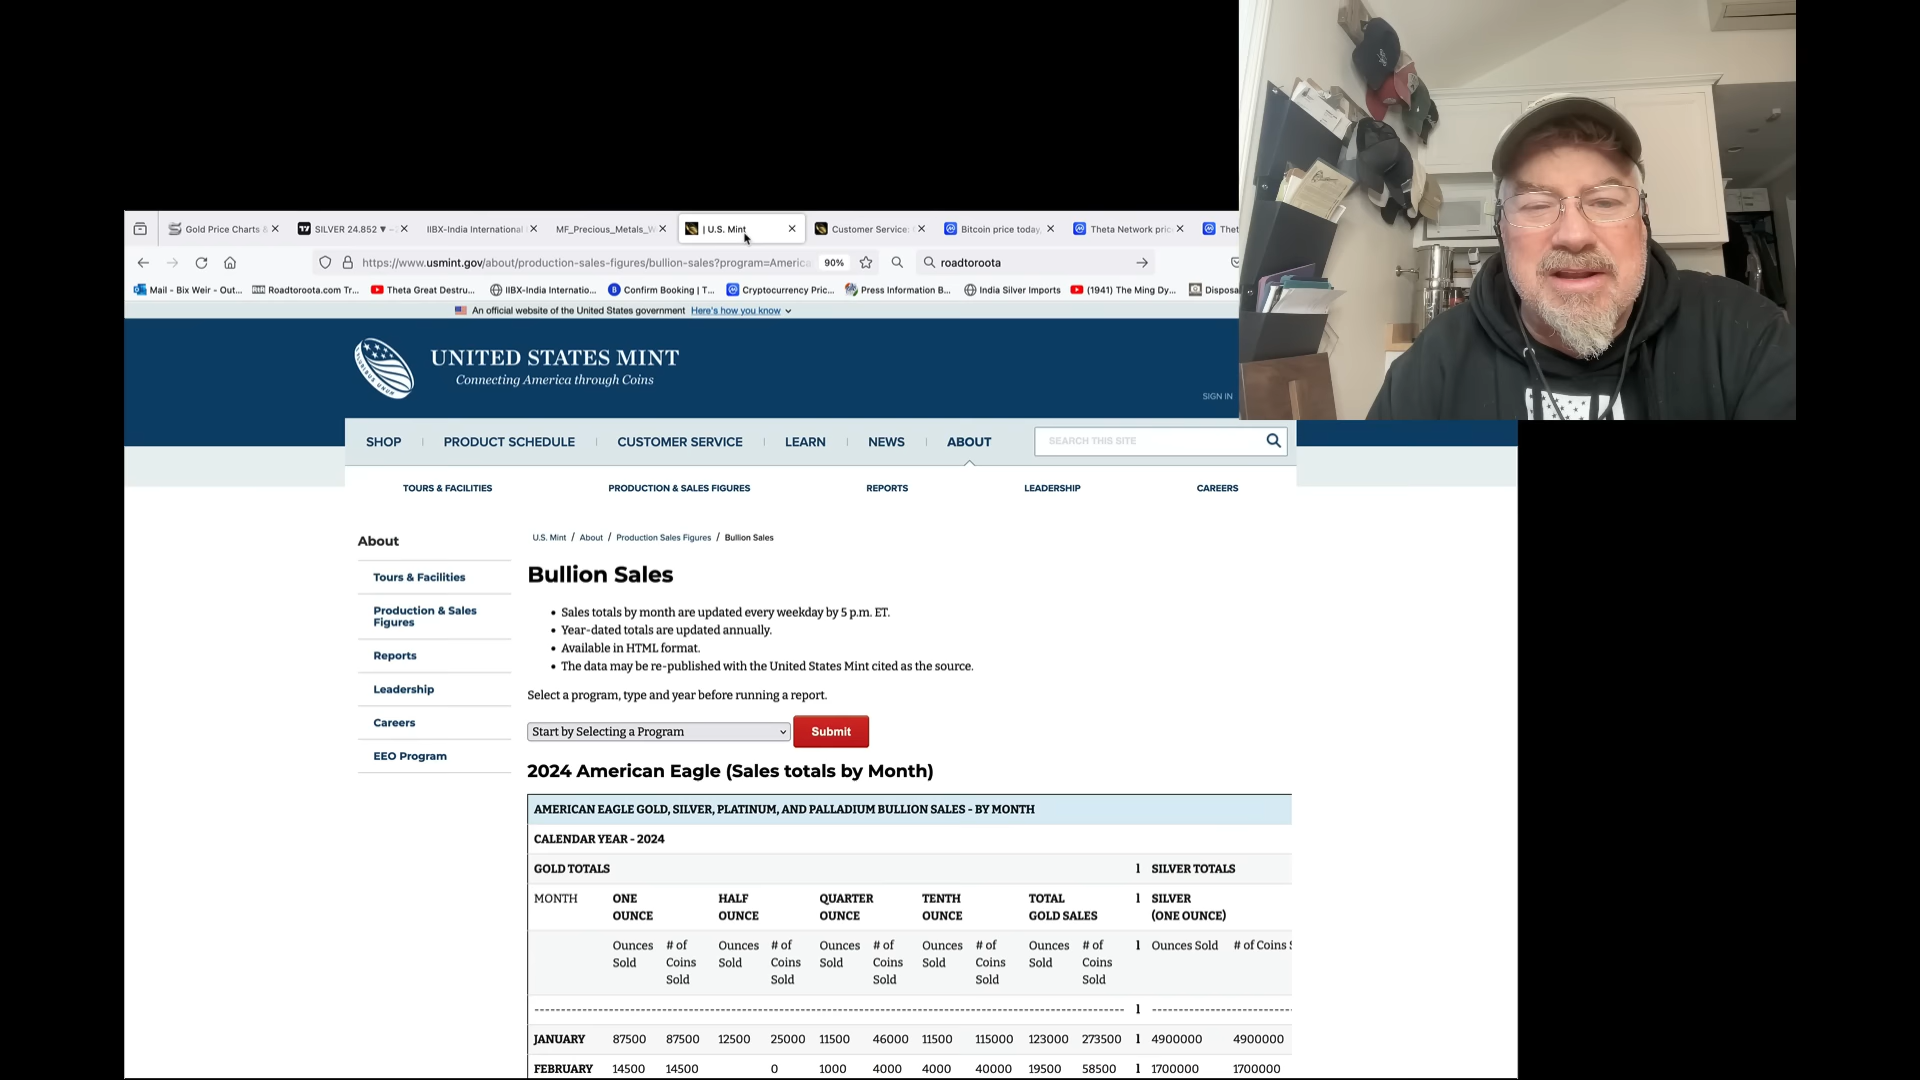 Gold Price Charts &
SILVER 24.852 ▼
IIBX-India International
MF_Precious_Metals_W
| U.S. Mint
Customer Service:
Bitcoin price today,
Theta Network pric
Thet
https://www.usmint.gov/about/production-sales-figures/bullion-sales?program=America
90%
roadtoroota
Mail - Bix Weir - Out...
Roadtoroota.com Tr...
Theta Great Destru...
IIBX-India Internatio...
Confirm Booking | T...
Cryptocurrency Pric...
Press Information B...
India Silver Imports
(1941) The Ming Dy...
Disposa
An official website of the United States government Here's how you know
UNITED STATES MINT
Connecting America through Coins
SIGN IN
SHOP
PRODUCT SCHEDULE
CUSTOMER SERVICE
LEARN
NEWS
ABOUT
SEARCH THIS SITE
TOURS & FACILITIES
PRODUCTION & SALES FIGURES
REPORTS
LEADERSHIP
CAREERS
About
Tours & Facilities
Production & Sales
Figures
Reports
Leadership
Careers
EEO Program
U.S. Mint / About / Production Sales Figures / Bullion Sales
Bullion Sales
• Sales totals by month are updated every weekday by 5 p.m. ET.
• Year-dated totals are updated annually.
• Available in HTML format.
• The data may be re-published with the United States Mint cited as the source.
Select a program, type and year before running a report.
Start by Selecting a Program
Submit
2024 American Eagle (Sales totals by Month)
AMERICAN EAGLE GOLD, SILVER, PLATINUM, AND PALLADIUM BULLION SALES - BY MONTH
CALENDAR YEAR - 2024
GOLD TOTALS l SILVER TOTALS
MONTH ONE HALF QUARTER TENTH TOTAL l SILVER
OUNCE OUNCE OUNCE OUNCE GOLD SALES (ONE OUNCE)
Ounces # of Ounces # of Ounces # of Ounces # of Ounces # of l Ounces Sold # of Coins S
Sold Coins Sold Coins Sold Coins Sold Coins Sold Coins
Sold Sold Sold Sold Sold
---------------------------------------- l --------------------
JANUARY 87500 87500 12500 25000 11500 46000 11500 115000 123000 273500 l 4900000 4900000
FEBRUARY 14500 14500 0 1000 4000 4000 40000 19500 58500 l 1700000 1700000